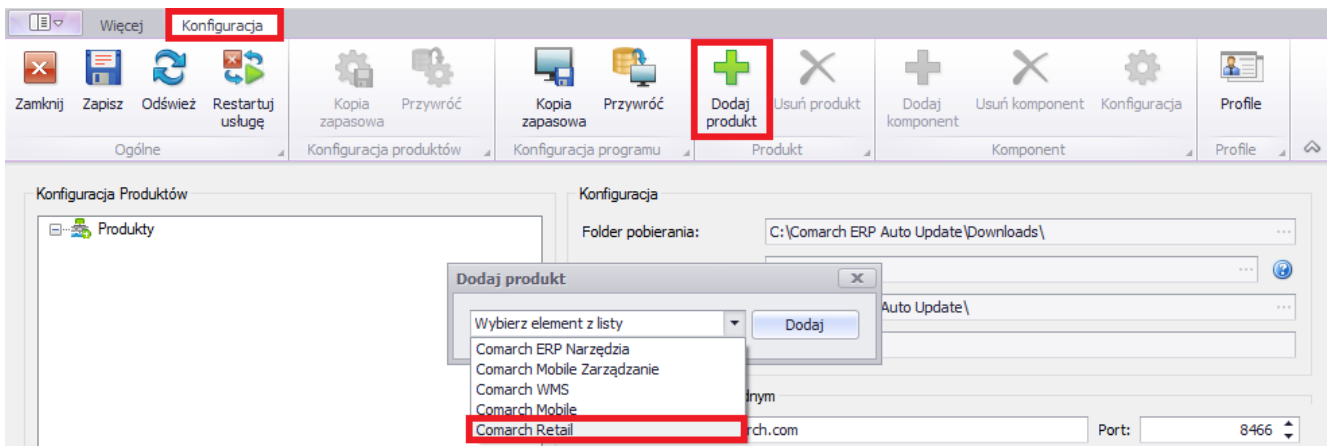 Więcej Konfiguracja
Zamknij Zapisz Odśwież Restartuj usługę Kopia zapasowa Przywróć Kopia zapasowa Przywróć Dodaj produkt Usuń produkt Dodaj komponent Usuń komponent Konfiguracja Profile
Ogólne Konfiguracja produktów Konfiguracja programu Produkt Komponent Profile
Konfiguracja Produktów Konfiguracja
Produkty Folder pobierania: C:\Comarch ERP Auto Update\Downloads\ ...
...
Dodaj produkt
Auto Update\ ...
Wybierz element z listy Dodaj
Comarch ERP Narzędzia
Comarch Mobile Zarządzanie
Comarch WMS
Comarch Mobile
Comarch Retail rch.com Port: 8466